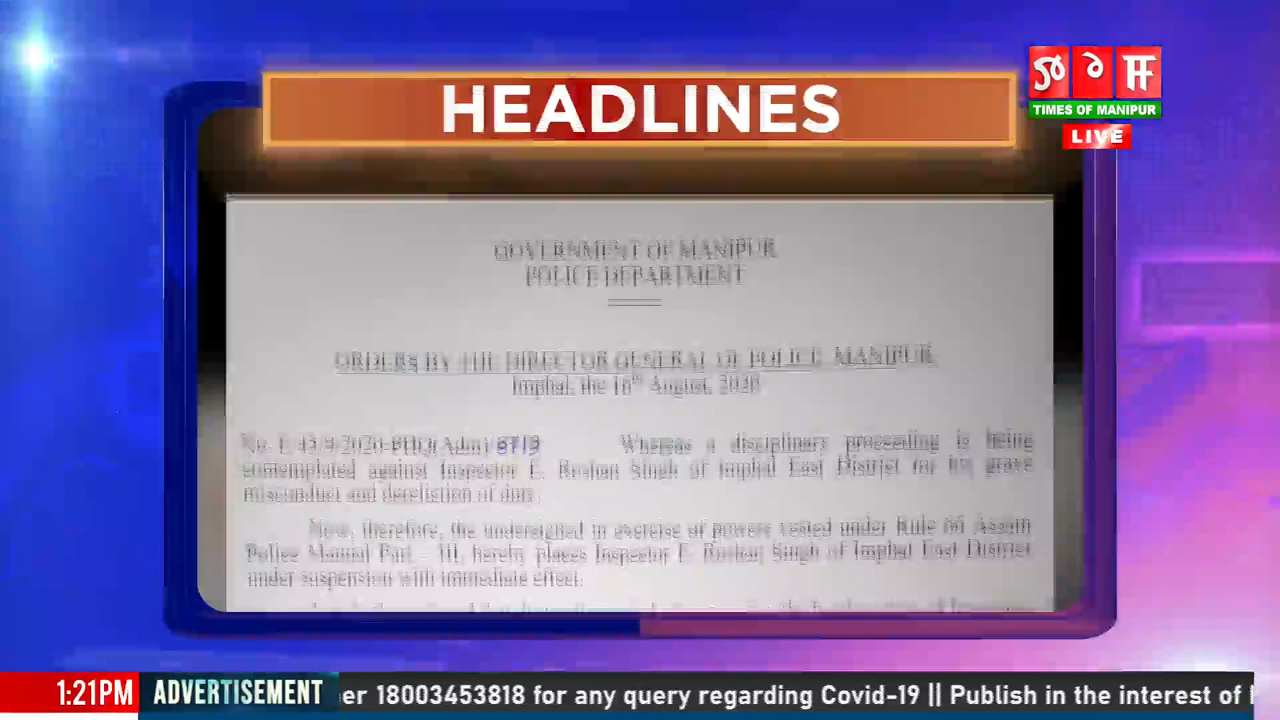 HEADLINES
TIMES OF MANIPUR
LIVE
GOVERNMENT OF MANIPUR
POLICE DEPARTMENT
ORDERS BY THE DIRECTOR GENERAL OF POLICE, MANIPUR
Imphal, the 16th August, 2020
Whereas a disciplinary proceeding is being
contemplated against Inspector E. Roshan Singh of Imphal East District for his grave
misconduct and dereliction of duty.
Now, therefore, the undersigned in exercise of powers vested under Rule 66 Assam
Police Manual Part - III, hereby places Inspector E. Roshan Singh of Imphal East District
under suspension with immediate effect.
1:21PM
ADVERTISEMENT
er 18003453818 for any query regarding Covid-19 || Publish in the interest of